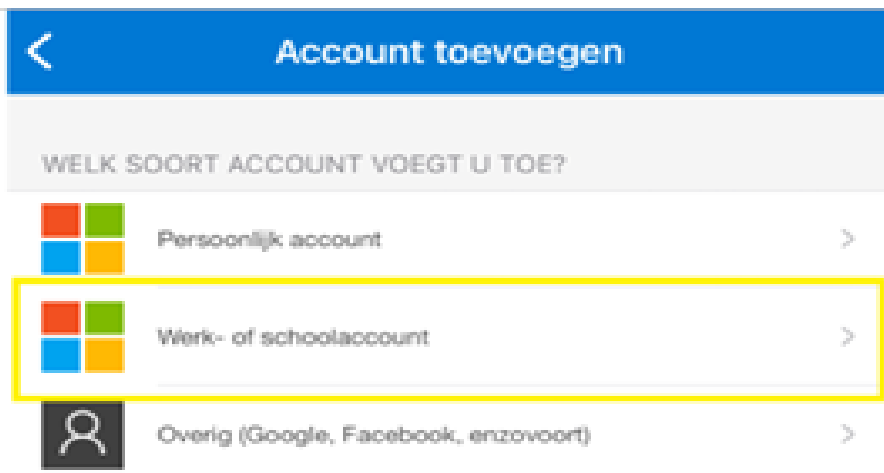 Account toevoegen
WELK SOORT ACCOUNT VOEGT U TOE?
Persoonlijk account
Werk- of schoolaccount
Overig (Google, Facebook, enzovoort)